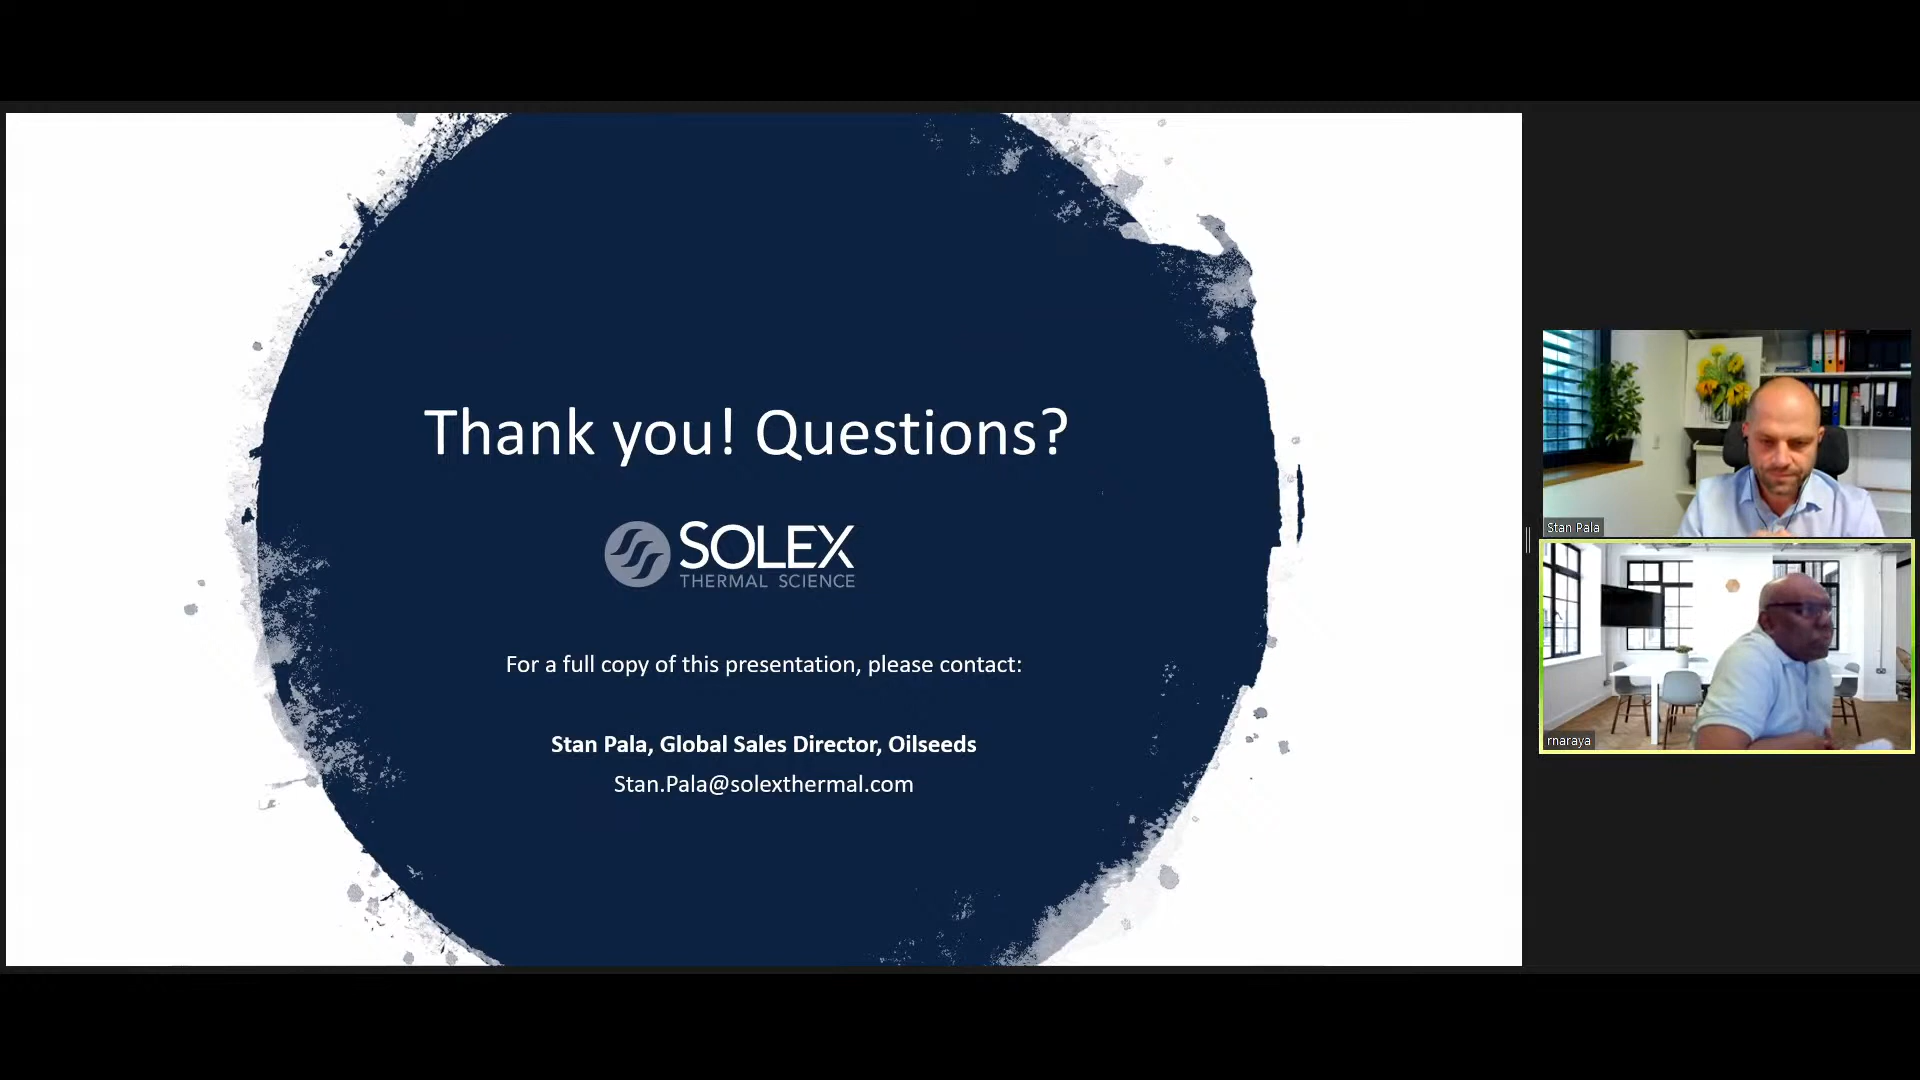 Thank you! Questions?
SOLEX
THERMAL SCIENCE
For a full copy of this presentation, please contact:
Stan Pala, Global Sales Director, Oilseeds
Stan.Pala@solexthermal.com
Stan Pala
rnaraya